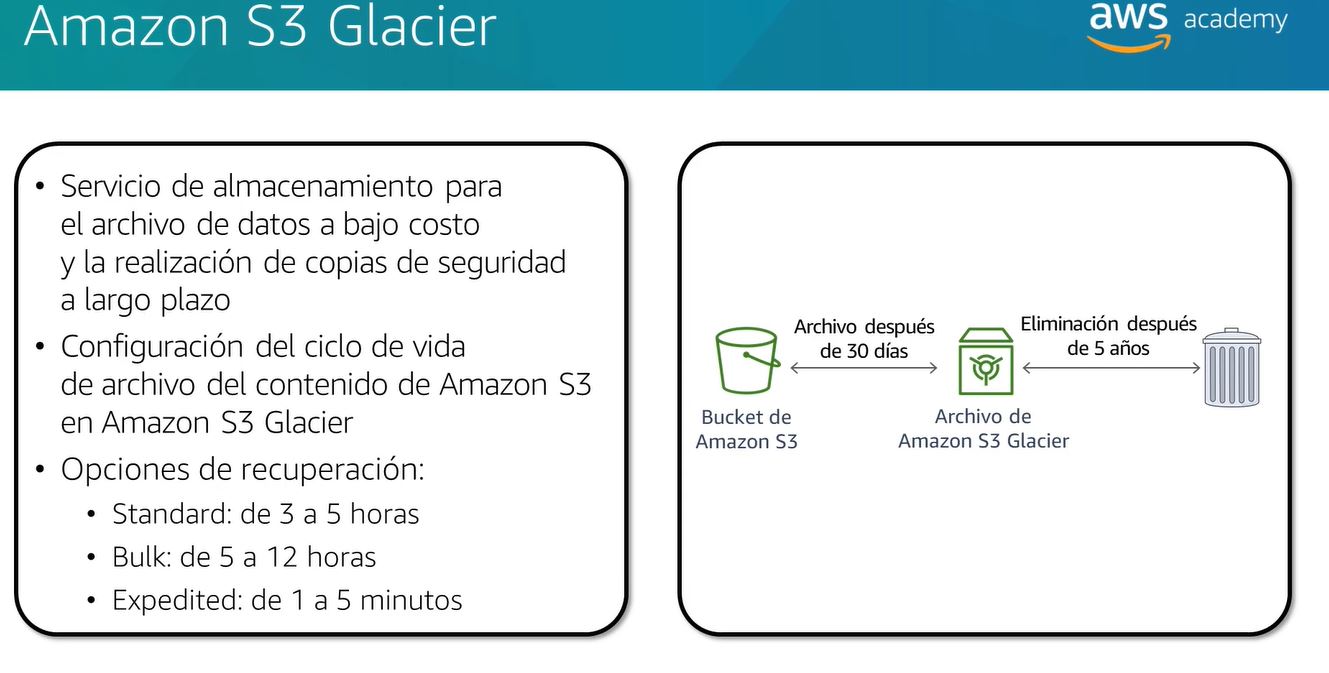 Amazon S3 Glacier
aws academy
• Servicio de almacenamiento para
el archivo de datos a bajo costo
y la realización de copias de seguridad
a largo plazo
• Configuración del ciclo de vida
de archivo del contenido de Amazon S3
en Amazon S3 Glacier
• Opciones de recuperación:
• Standard: de 3 a 5 horas
• Bulk: de 5 a 12 horas
• Expedited: de 1 a 5 minutos
Archivo después
de 30 días
Eliminación después
de 5 años
Bucket de
Amazon S3
Archivo de
Amazon S3 Glacier